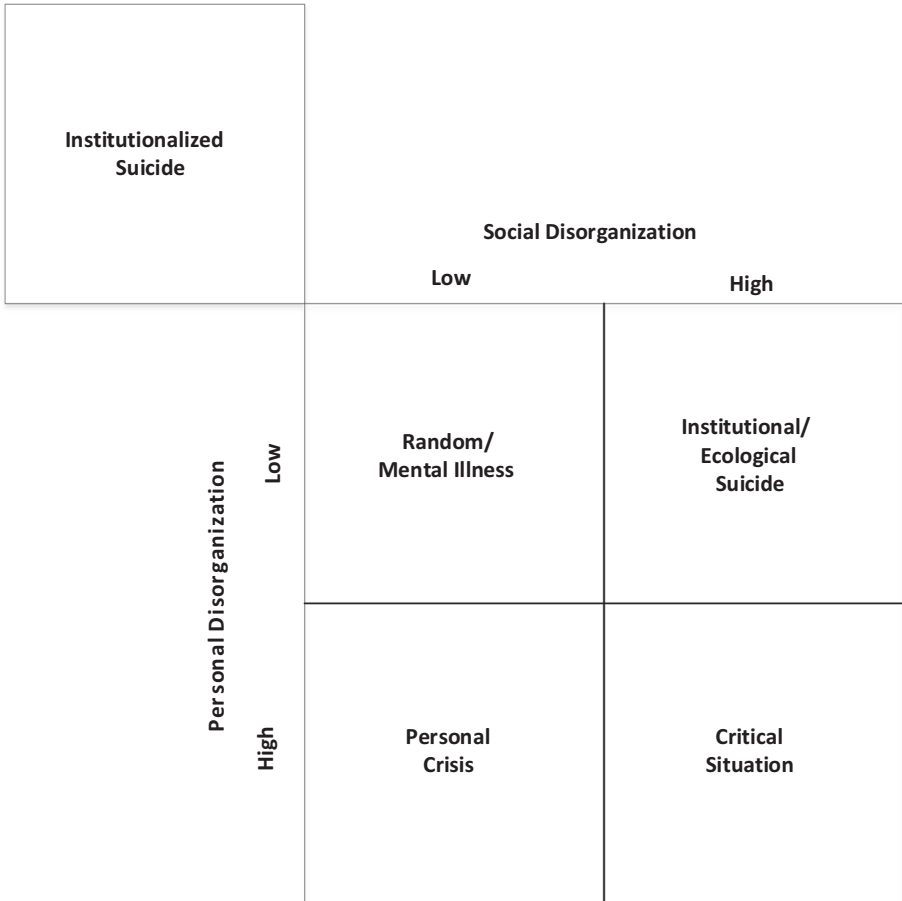 Institutionalized
Suicide
Social Disorganization
Low
High
Personal Disorganization
Low
High
Random/
Mental Illness
Institutional/
Ecological
Suicide
Personal
Crisis
Critical
Situation